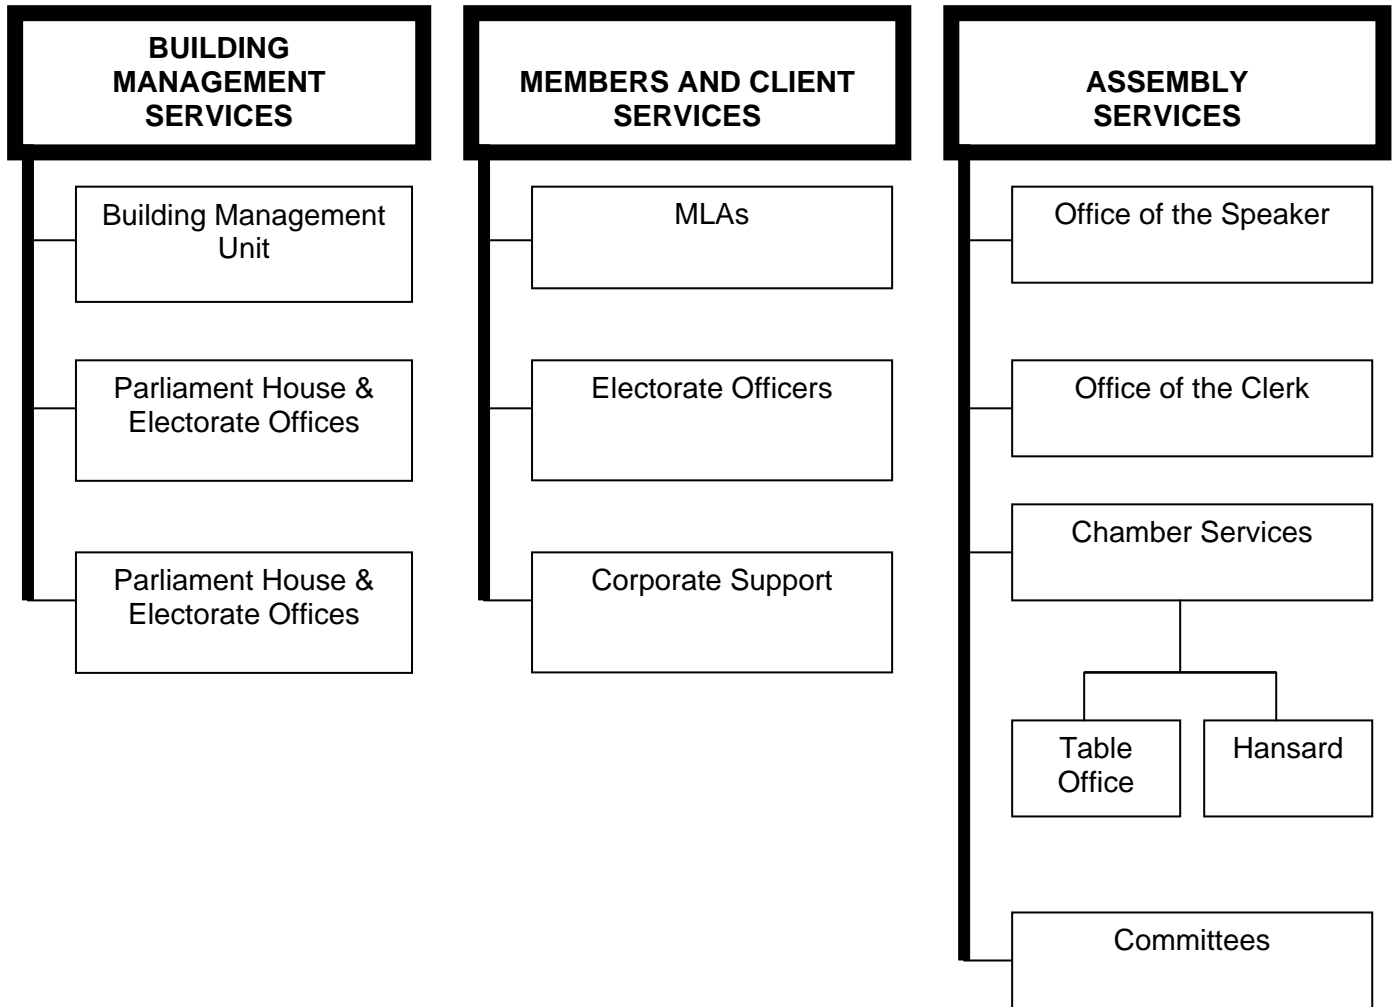 BUILDING
MANAGEMENT
SERVICES
Building Management
Unit
Parliament House &
Electorate Offices
Parliament House &
Electorate Offices
MEMBERS AND CLIENT
SERVICES
MLAs
Electorate Officers
Corporate Support
ASSEMBLY
SERVICES
Office of the Speaker
Office of the Clerk
Chamber Services
Table
Office
Hansard
Committees